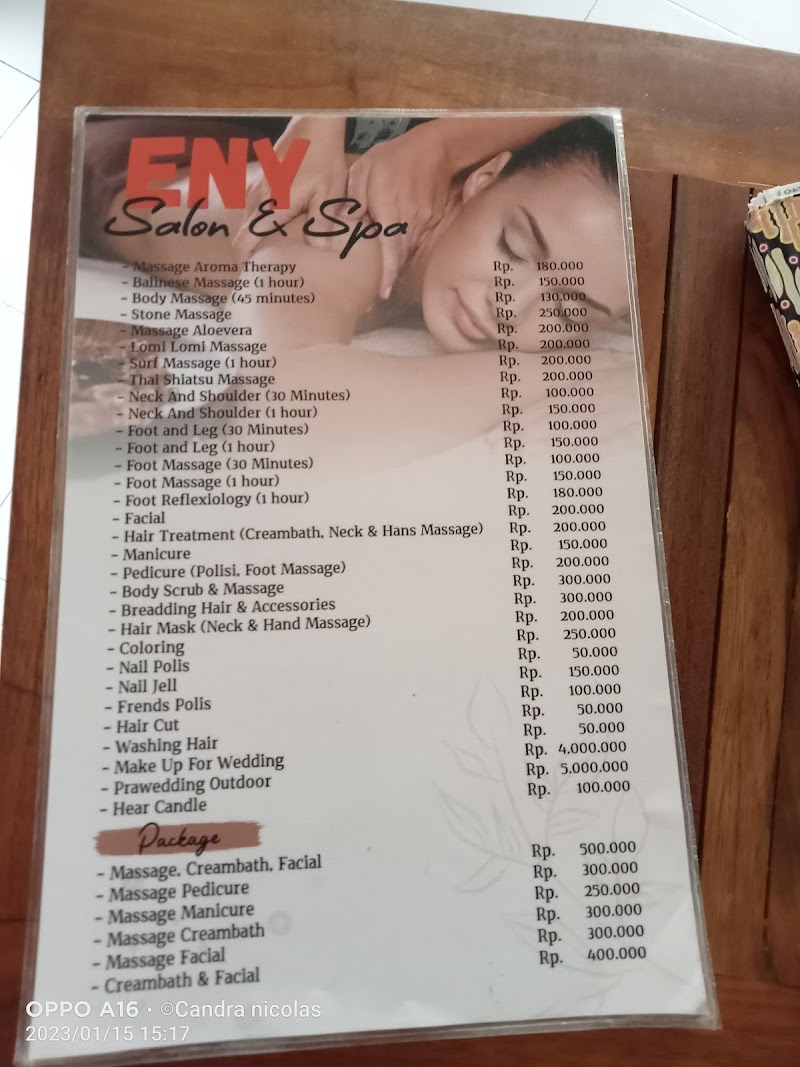 ENY
Salon & Spa
- Massage Aroma Therapy Rp. 180.000
- Balinese Massage (1 hour) Rp. 150.000
- Body Massage (45 minutes) Rp. 130.000
- Stone Massage Rp. 250.000
- Massage Aloevera Rp. 200.000
- Lomi Lomi Massage Rp. 200.000
- Surf Massage (1 hour) Rp. 200.000
- Thai Shiatsu Massage Rp. 200.000
- Neck And Shoulder (30 Minutes) Rp. 100.000
- Neck And Shoulder (1 hour) Rp. 150.000
- Foot and Leg (30 Minutes) Rp. 100.000
- Foot and Leg (1 hour) Rp. 150.000
- Foot Massage (30 Minutes) Rp. 100.000
- Foot Massage (1 hour) Rp. 150.000
- Foot Reflexiology (1 hour) Rp. 180.000
- Facial Rp. 200.000
- Hair Treatment (Creambath, Neck & Hans Massage) Rp. 200.000
- Manicure Rp. 150.000
- Pedicure (Polisi, Foot Massage) Rp. 200.000
- Body Scrub & Massage Rp. 300.000
- Breadding Hair & Accessories Rp. 300.000
- Hair Mask (Neck & Hand Massage) Rp. 200.000
- Coloring Rp. 250.000
- Nail Polis Rp. 50.000
- Nail Jell Rp. 150.000
- Frends Polis Rp. 100.000
- Hair Cut Rp. 50.000
- Washing Hair Rp. 50.000
- Make Up For Wedding Rp. 4,000.000
- Prawedding Outdoor Rp. 5.000.000
- Hear Candle Rp. 100.000
Package
- Massage, Creambath, Facial Rp. 500.000
- Massage Pedicure Rp. 300.000
- Massage Manicure Rp. 250.000
- Massage Creambath Rp. 300.000
- Massage Facial Rp. 300.000
- Creambath & Facial Rp. 400.000
OPPO A16 · ©Candra nicolas
2023/01/15 15:17